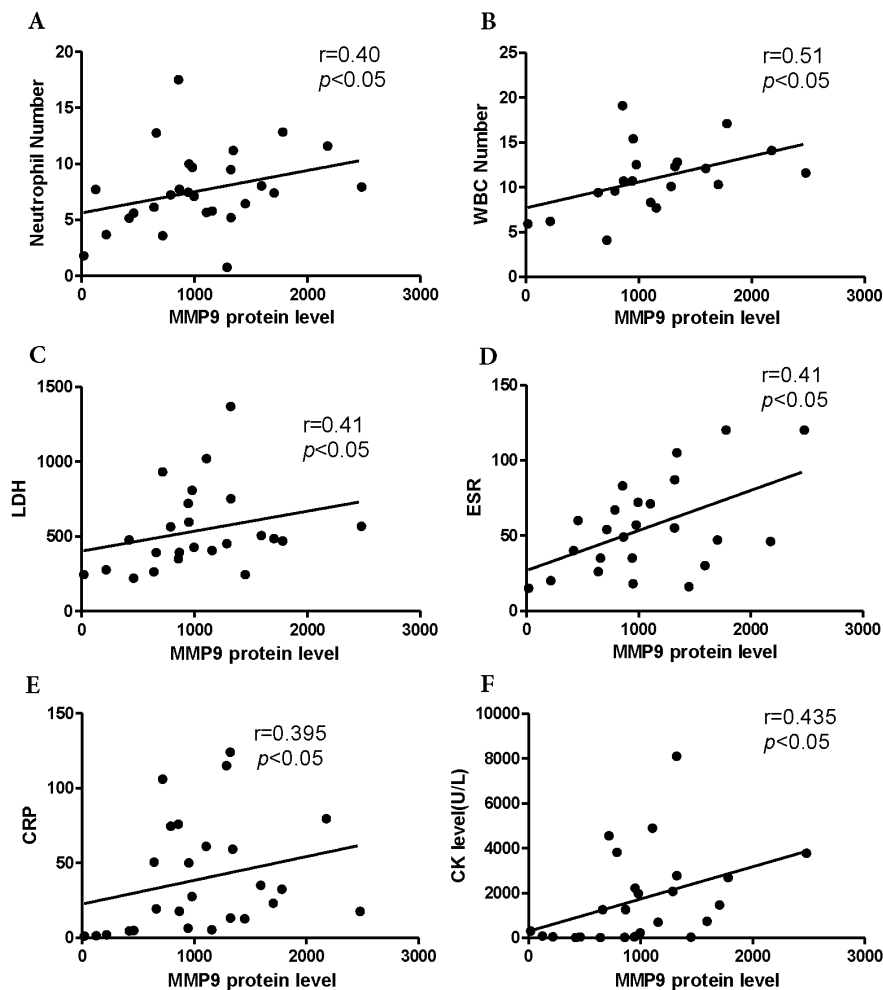 A
r=0.40
p<0.05
20
15
10
5
0
Neutrophil Number
0 1000 2000 3000
MMP9 protein level
B
r=0.51
p<0.05
25
20
15
10
5
0
WBC Number
0 1000 2000 3000
MMP9 protein level
C
r=0.41
p<0.05
1500
1000
500
0
LDH
0 1000 2000 3000
MMP9 protein level
D
r=0.41
p<0.05
150
100
50
0
ESR
0 1000 2000 3000
MMP9 protein level
E
r=0.395
p<0.05
150
100
50
0
CRP
0 1000 2000 3000
MMP9 protein level
F
r=0.435
p<0.05
10000
8000
6000
4000
2000
0
CK level(U/L)
0 1000 2000 3000
MMP9 protein level